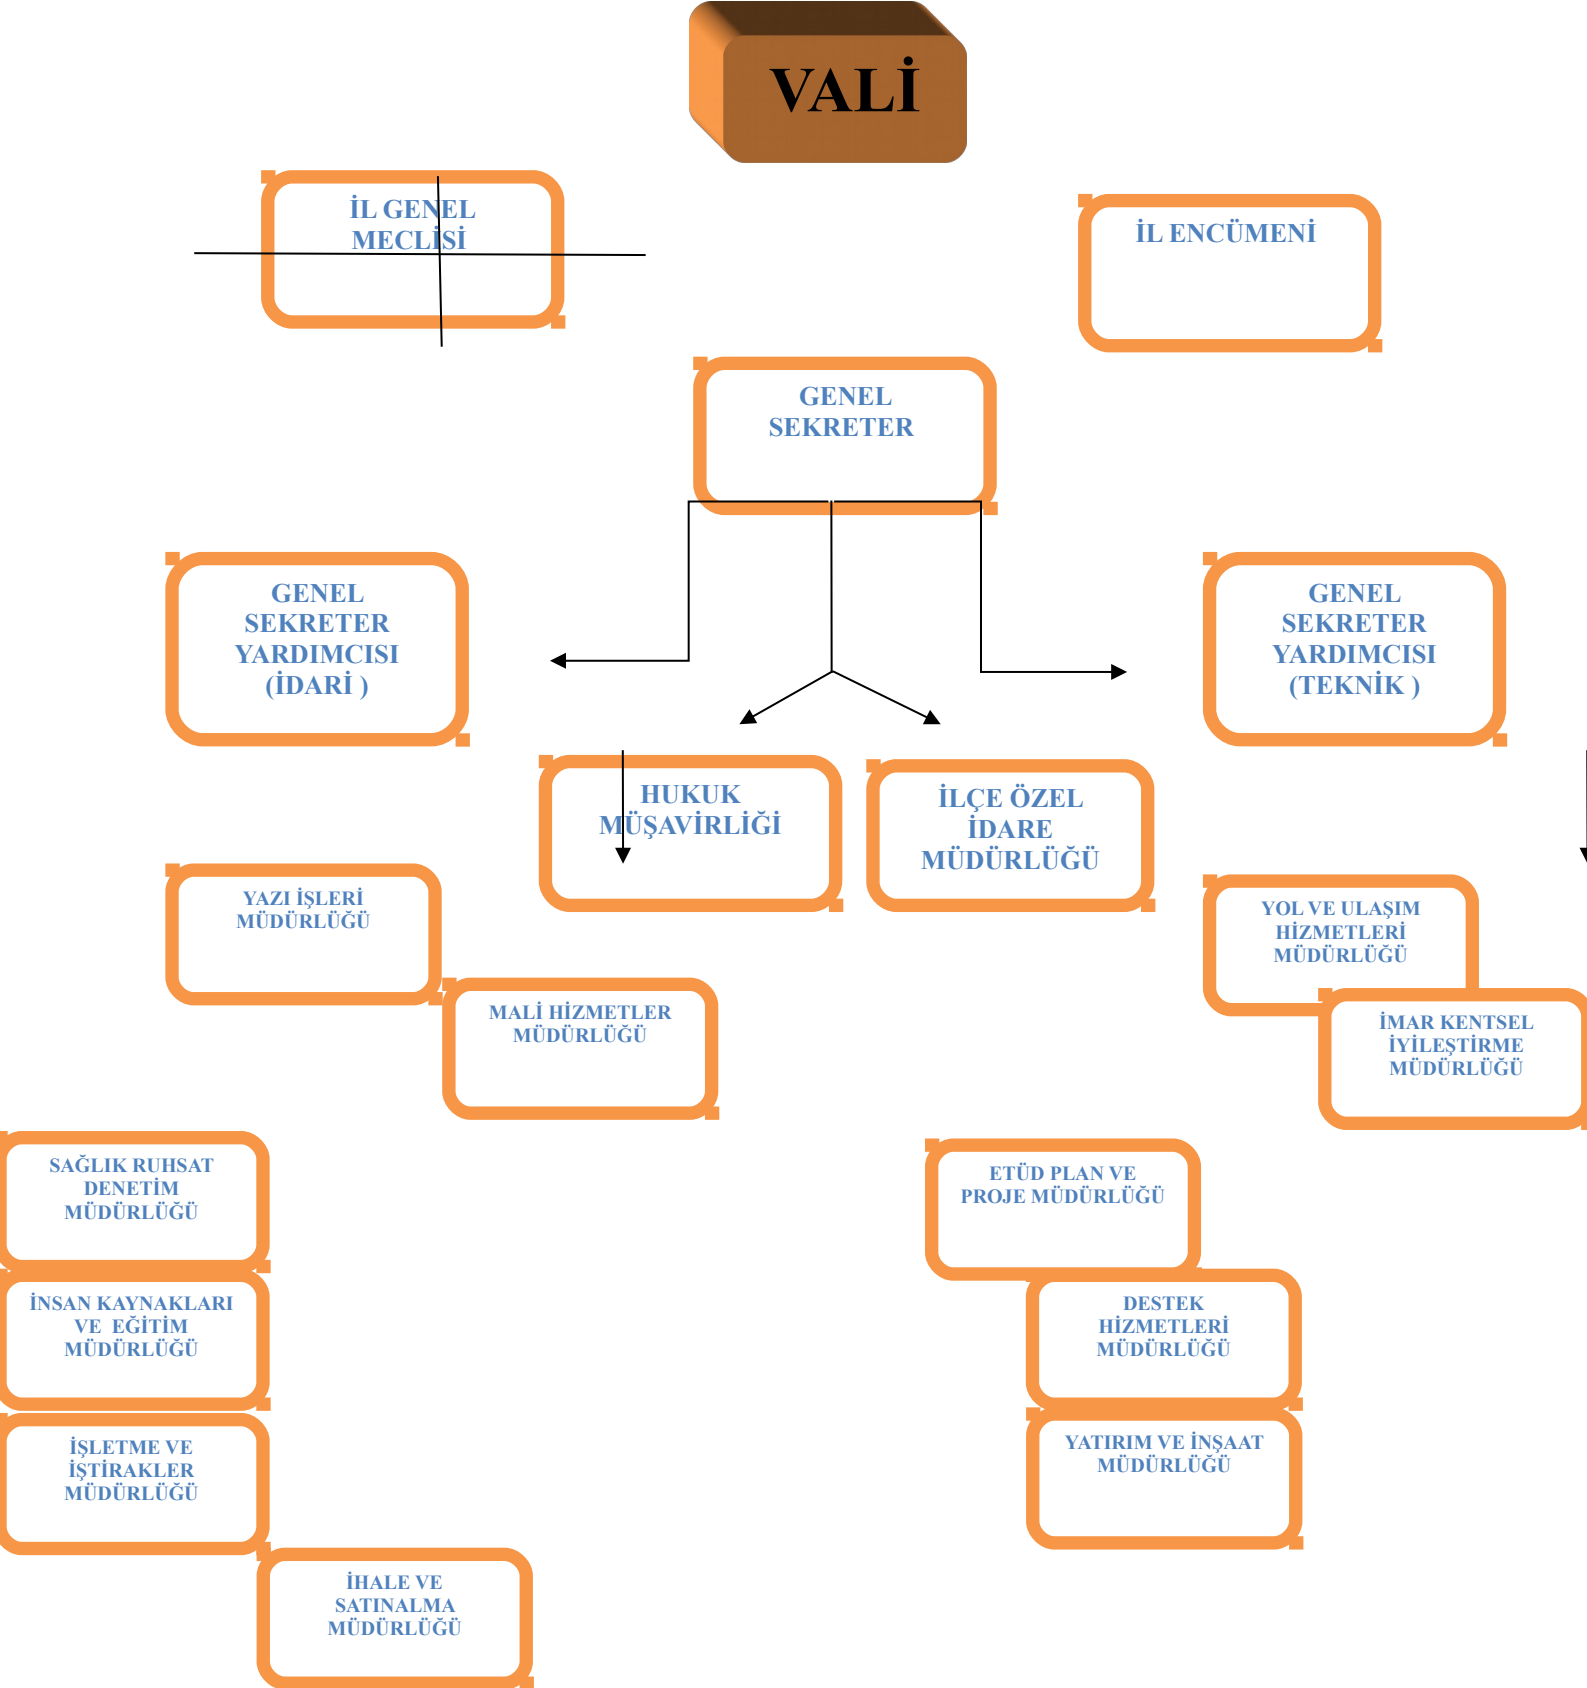 VALİ
İL GENEL
MECLİSİ
İL ENCÜMENİ
GENEL
SEKRETER
GENEL
SEKRETER
YARDIMCISI
(İDARİ )
GENEL
SEKRETER
YARDIMCISI
(TEKNİK )
HUKUK
MÜŞAVİRLİĞİ
İLÇE ÖZEL
İDARE
MÜDÜRLÜĞÜ
YAZI İŞLERİ
MÜDÜRLÜĞÜ
YOL VE ULAŞIM
HİZMETLERİ
MÜDÜRLÜĞÜ
MALİ HİZMETLER
MÜDÜRLÜĞÜ
İMAR KENTSEL
İYİLEŞTİRME
MÜDÜRLÜĞÜ
SAĞLIK RUHSAT
DENETİM
MÜDÜRLÜĞÜ
ETÜD PLAN VE
PROJE MÜDÜRLÜĞÜ
İNSAN KAYNAKLARI
VE  EĞİTİM
MÜDÜRLÜĞÜ
DESTEK
HİZMETLERİ
MÜDÜRLÜĞÜ
İŞLETME VE
İŞTİRAKLER
MÜDÜRLÜĞÜ
YATIRIM VE İNŞAAT
MÜDÜRLÜĞÜ
İHALE VE
SATINALMA
MÜDÜRLÜĞÜ